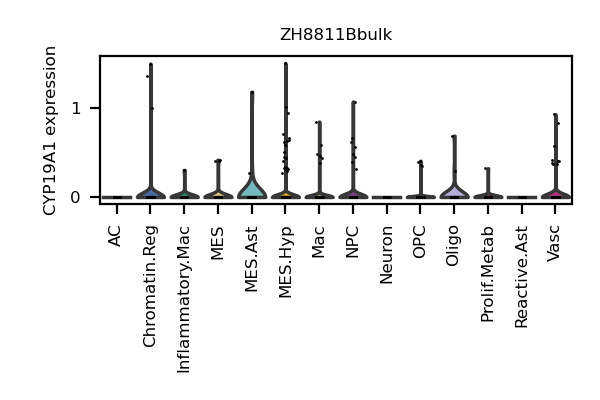 ZH8811Bbulk
CYP19A1 expression
1
0
AC
Chromatin.Reg
Inflammatory.Mac
MES
MES.Ast
MES.Hyp
Mac
NPC
Neuron
OPC
Oligo
Prolif.Metab
Reactive.Ast
Vasc